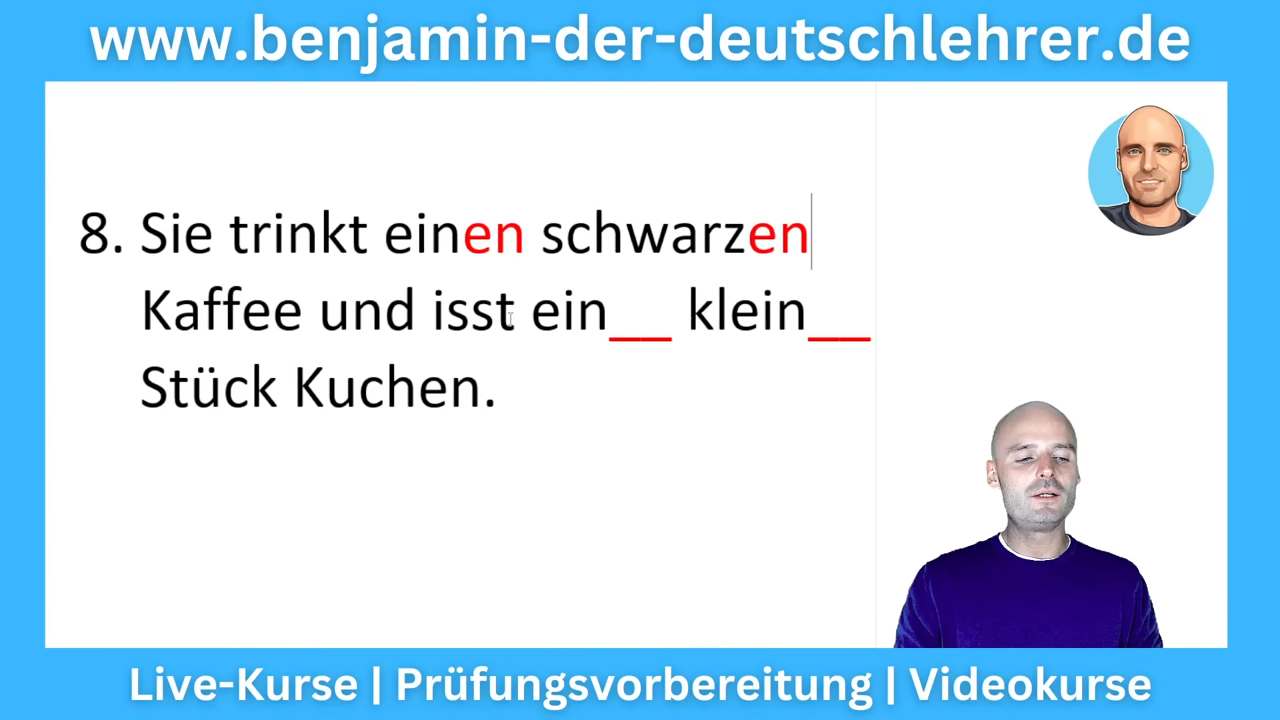 www.benjamin-der-deutschlehrer.de
8. Sie trinkt einen schwarzen
Kaffee und isst ein__ klein__
Stück Kuchen.
Live-Kurse | Prüfungsvorbereitung | Videokurse